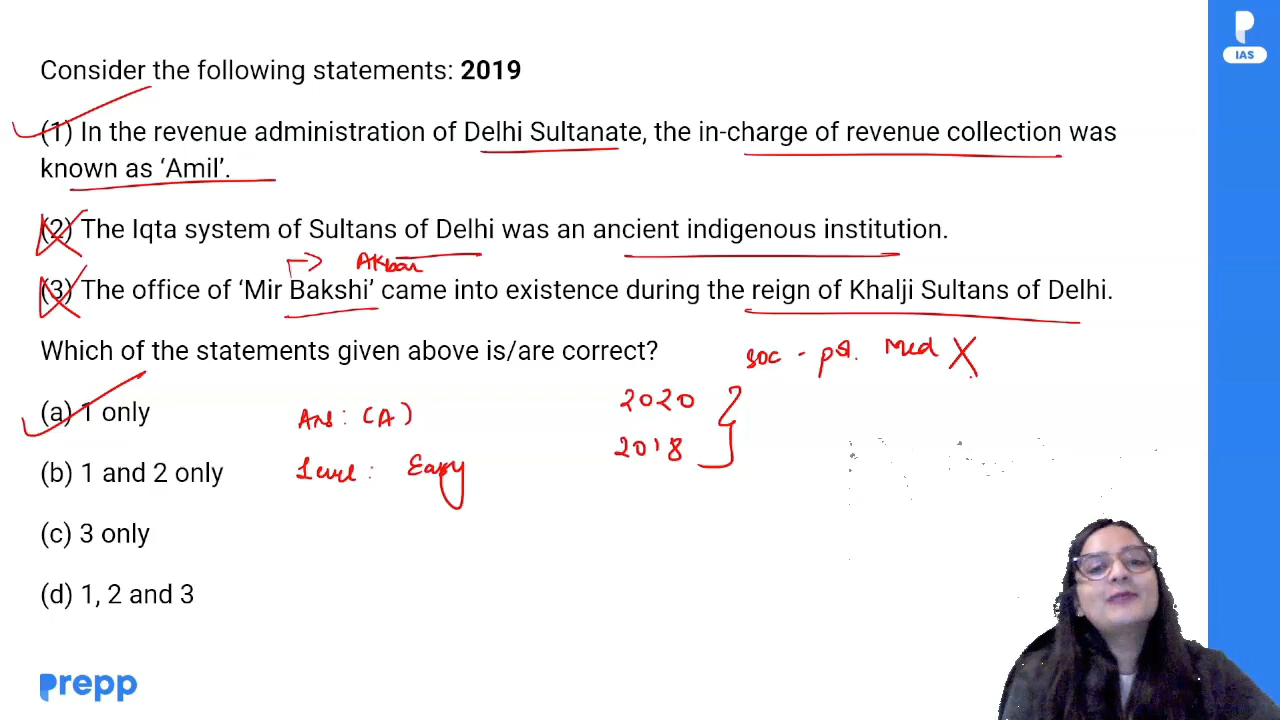 IAS
Consider the following statements: 2019
(1) In the revenue administration of Delhi Sultanate, the in-charge of revenue collection was
known as ‘Amil’.
(2) The Iqta system of Sultans of Delhi was an ancient indigenous institution.
Akbar
(3) The office of ‘Mir Bakshi’ came into existence during the reign of Khalji Sultans of Delhi.
Which of the statements given above is/are correct?
soc - Med X
(a) 1 only
Ans: (A)
2020
2018
(b) 1 and 2 only
Level: Easy
(c) 3 only
(d) 1, 2 and 3
prepp